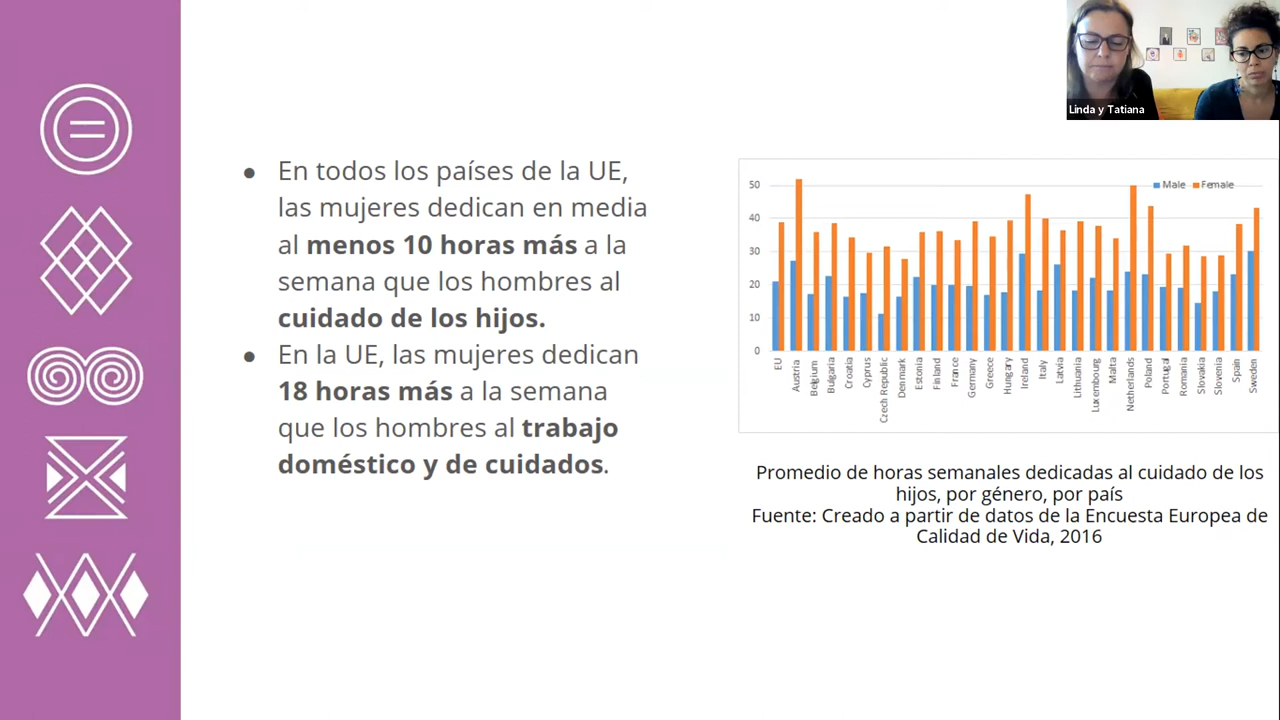 Linda y Tatiana
● En todos los países de la UE,
las mujeres dedican en media
al menos 10 horas más a la
semana que los hombres al
cuidado de los hijos.
● En la UE, las mujeres dedican
18 horas más a la semana
que los hombres al trabajo
doméstico y de cuidados.
Male Female
50
40
30
20
10
0
EU
Austria
Belgium
Bulgaria
Croatia
Cyprus
Czech Republic
Denmark
Estonia
Finland
France
Germany
Greece
Hungary
Ireland
Italy
Latvia
Lithuania
Luxembourg
Malta
Netherlands
Poland
Portugal
Romania
Slovakia
Slovenia
Spain
Sweden
Promedio de horas semanales dedicadas al cuidado de los
hijos, por género, por país
Fuente: Creado a partir de datos de la Encuesta Europea de
Calidad de Vida, 2016